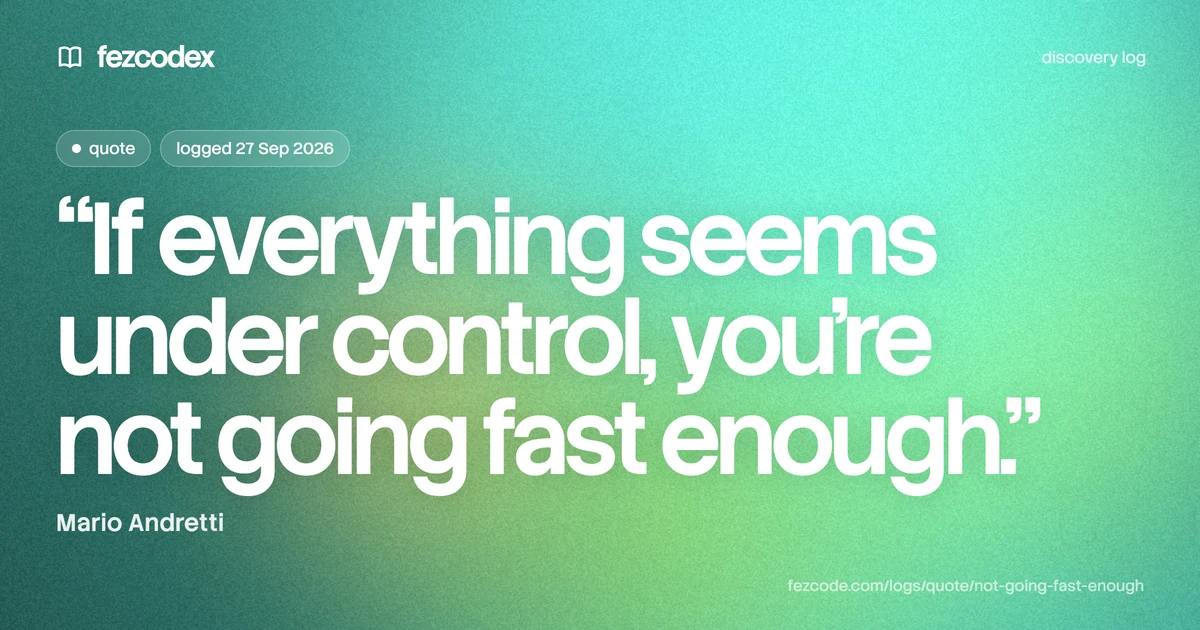 fezcodex
discovery log
quote
logged 27 Sep 2026
“If everything seems
under control, you’re
not going fast enough.”
Mario Andretti
fezcode.com/logs/quote/not-going-fast-enough